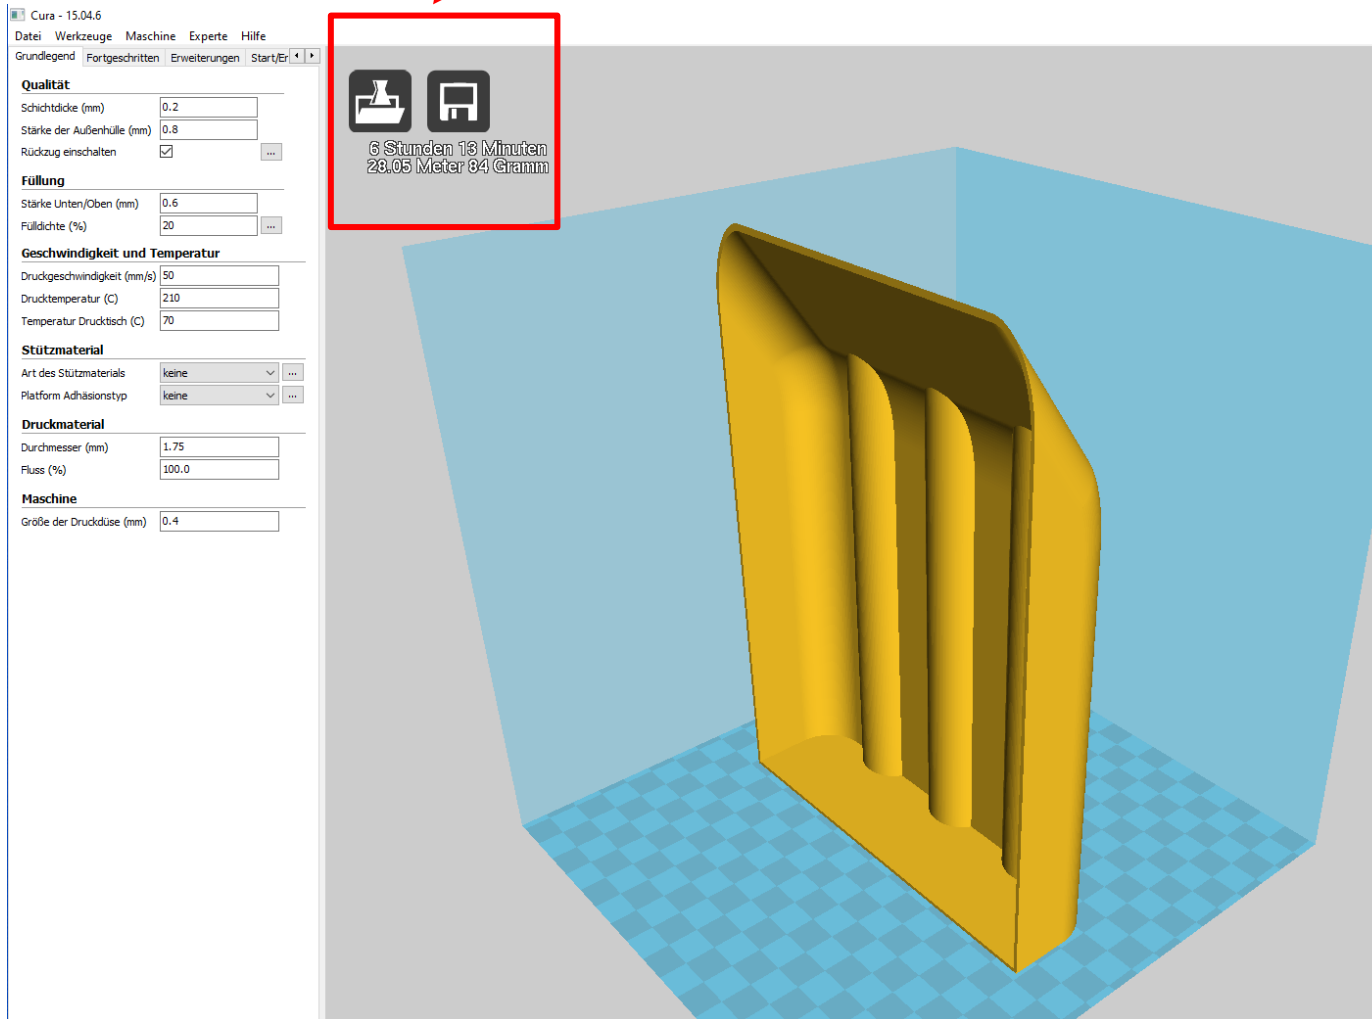 Cura - 15.04.6
Datei Werkzeuge Maschine Experte Hilfe
Grundlegend Fortgeschritten Erweiterungen Start/Er
Qualität
Schichtdicke (mm) 0.2
Stärke der Außenhülle (mm) 0.8
Rückzug einschalten ...
Füllung
Stärke Unten/Oben (mm) 0.6
Fülldichte (%) 20 ...
Geschwindigkeit und Temperatur
Druckgeschwindigkeit (mm/s) 50
Drucktemperatur (C) 210
Temperatur Drucktisch (C) 70
Stützmaterial
Art des Stützmaterials keine ...
Platform Adhäsionstyp keine ...
Druckmaterial
Durchmesser (mm) 1.75
Fluss (%) 100.0
Maschine
Größe der Druckdüse (mm) 0.4
6 Stunden 13 Minuten
28.05 Meter 84 Gramm